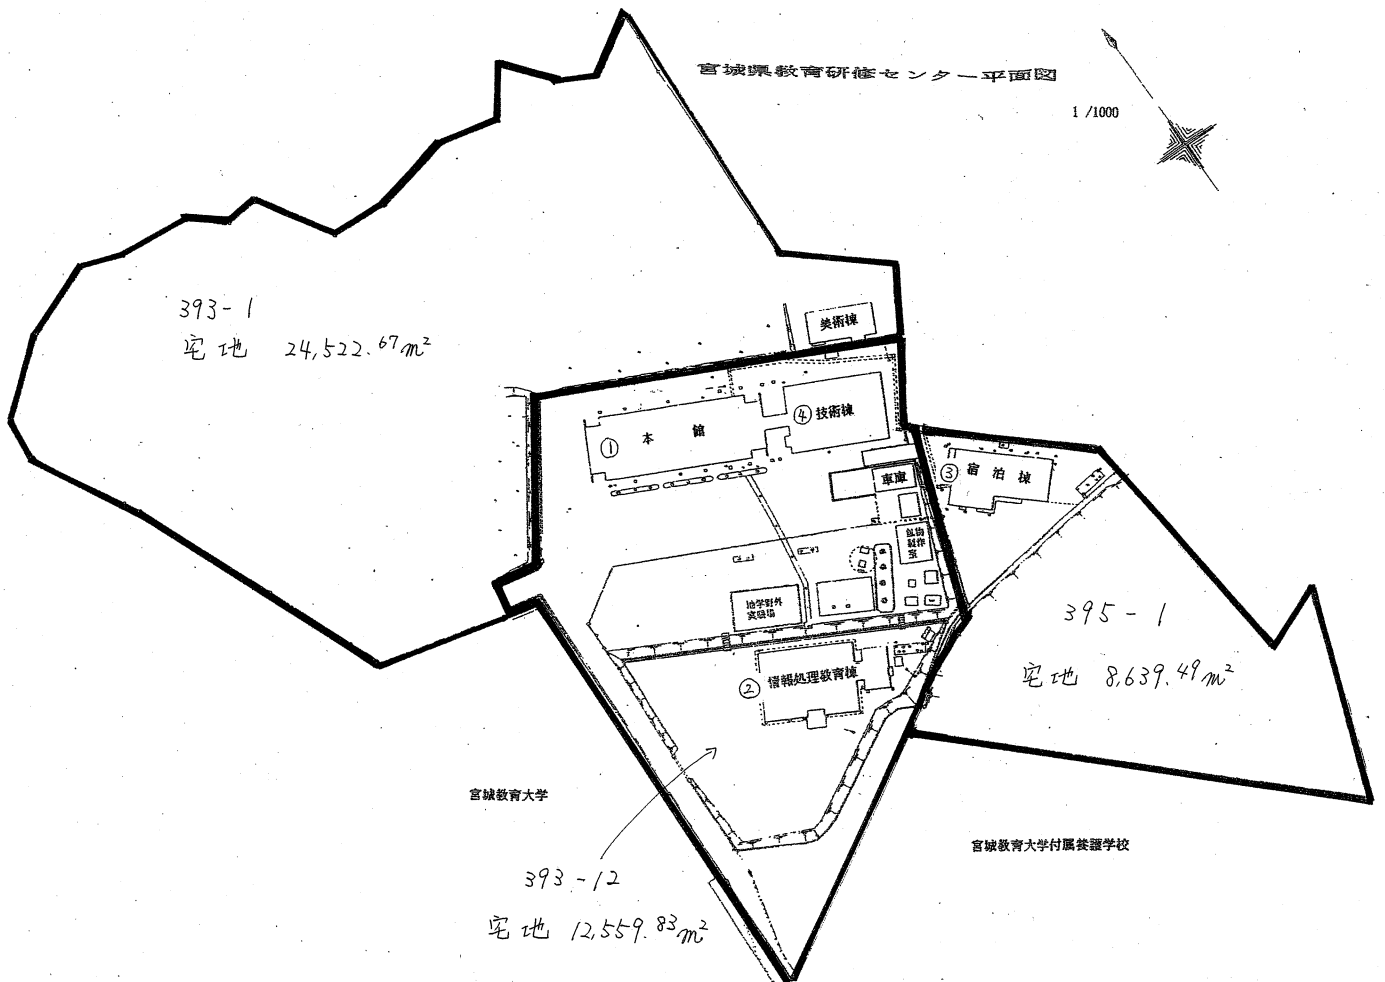 宮城県教育研修センター平面図
1 /1000
393-1
宅地 24,522.67m²
美術棟
④ 技術棟
① 本館
③ 宿泊棟
車庫
地学野外
実験場
② 情報処理教育棟
395-1
宅地 8,639.49m²
宮城教育大学
宮城教育大学付属養護学校
393-12
宅地 12,559.83m²